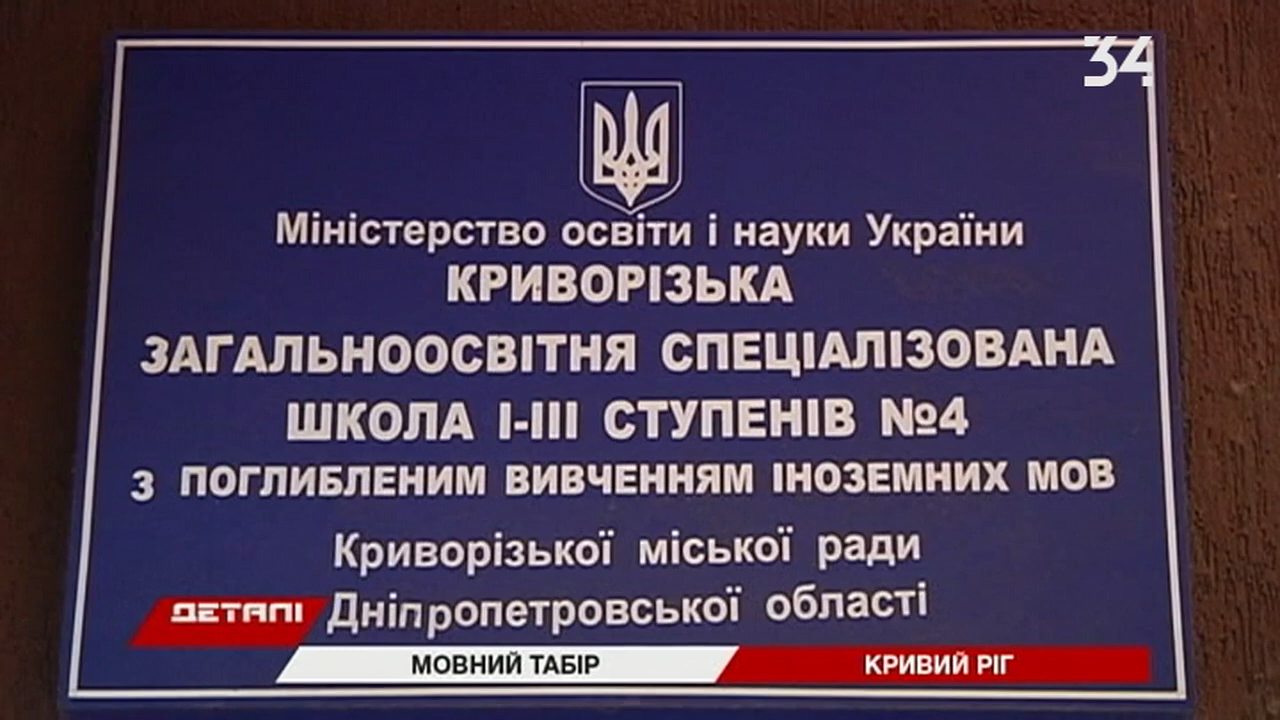 34
Міністерство освіти і науки України
КРИВОРІЗЬКА
ЗАГАЛЬНООСВІТНЯ СПЕЦІАЛІЗОВАНА
ШКОЛА І-ІІІ СТУПЕНІВ №4
З ПОГЛИБЛЕНИМ ВИВЧЕННЯМ ІНОЗЕМНИХ МОВ
Криворізької міської ради
Дніпропетровської області
ДЕТАЛІ
МОВНИЙ ТАБІР
КРИВИЙ РІГ